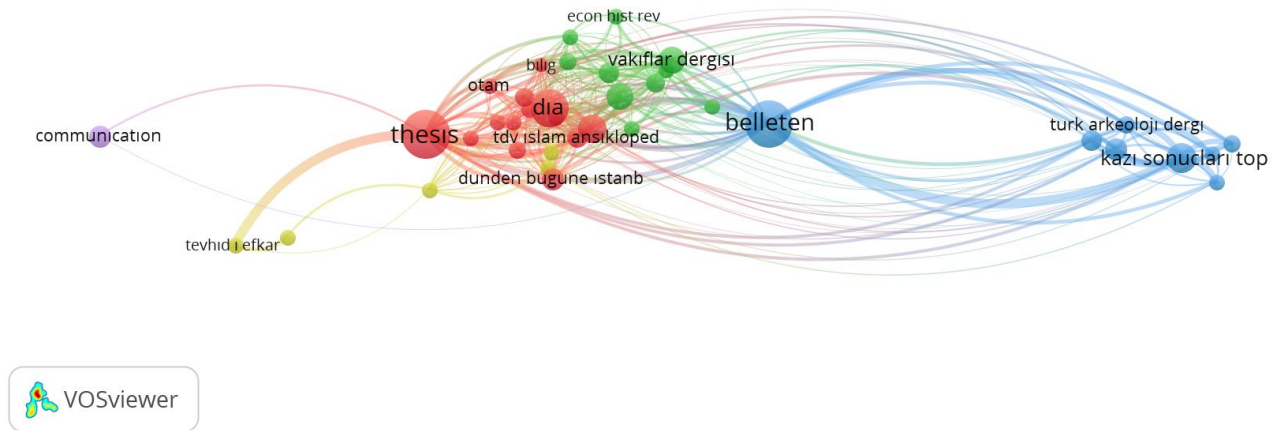 econ hist rev
vakıflar dergısı
bılıg
otam
dıa
communıcatıon
thesıs
tdv ıslam ansıkloped
belleten
turk arkeolojı dergı
kazı sonucları top
dunden bugune ıstanb
tevhıd ı efkar
VOSviewer